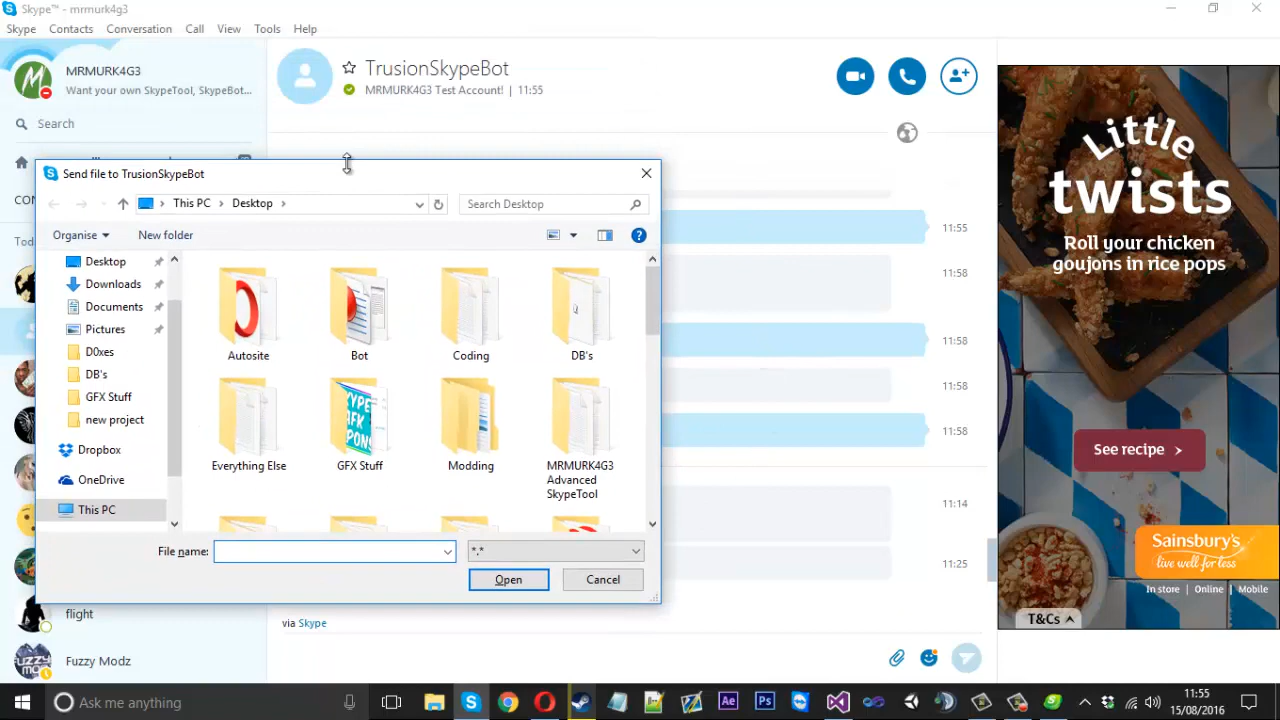 Skype™ - mrmurk4g3
Skype Contacts Conversation Call View Tools Help
MRMURK4G3
Want your own SkypeTool, SkypeBot...
Search
TrusionSkypeBot
MRMURK4G3 Test Account! | 11:55
Send file to TrusionSkypeBot
This PC > Desktop >
Search Desktop
Organise
New folder
Desktop
Downloads
Documents
Pictures
D0xes
DB's
GFX Stuff
new project
Dropbox
OneDrive
This PC
Autosite
Bot
Coding
DB's
Everything Else
GFX Stuff
Modding
MRMURK4G3
Advanced
SkypeTool
File name:
*.*
Open
Cancel
11:55
11:58
11:58
11:58
11:58
11:14
11:25
flight
Fuzzy Modz
via Skype
Little
twists
Roll your chicken
goujons in rice pops
See recipe >
Sainsbury's
live well for less
In store | Online | Mobile
T&Cs
Ask me anything
11:55
15/08/2016